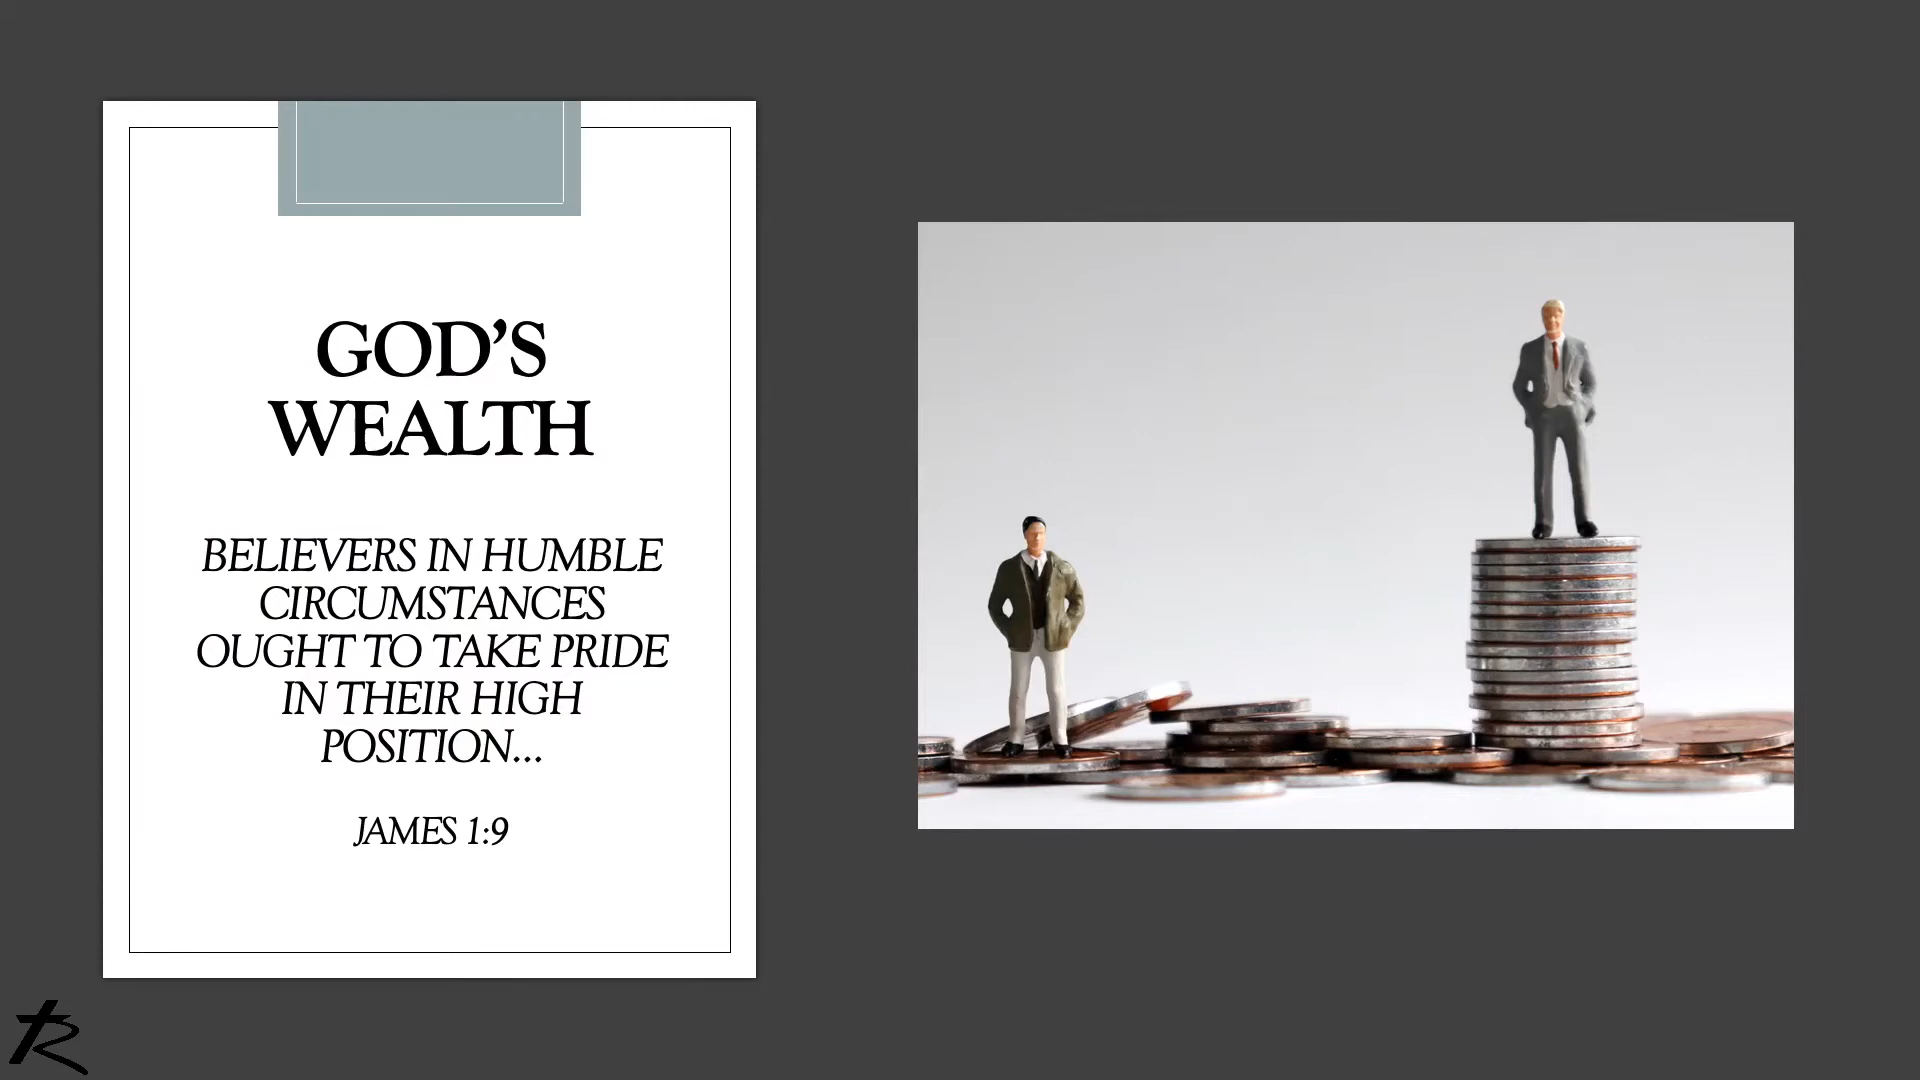 GOD’S
WEALTH
BELIEVERS IN HUMBLE
CIRCUMSTANCES
OUGHT TO TAKE PRIDE
IN THEIR HIGH
POSITION…
JAMES 1:9
R